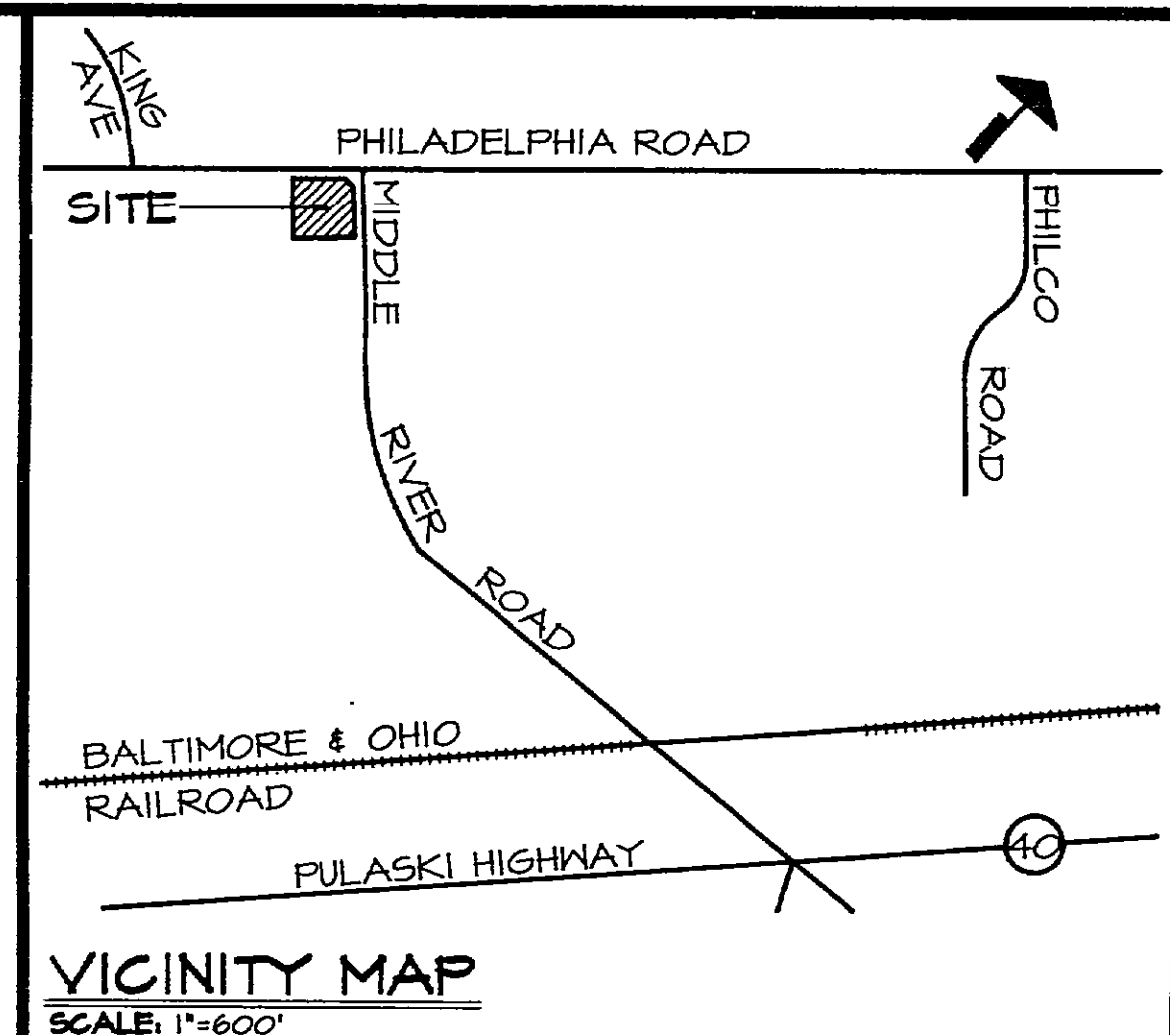 KING
AVE
PHILADELPHIA ROAD
SITE
MIDDLE
RIVER
ROAD
PHILCO
ROAD
BALTIMORE & OHIO
RAILROAD
PULASKI HIGHWAY
40
VICINITY MAP
SCALE: 1"=600'